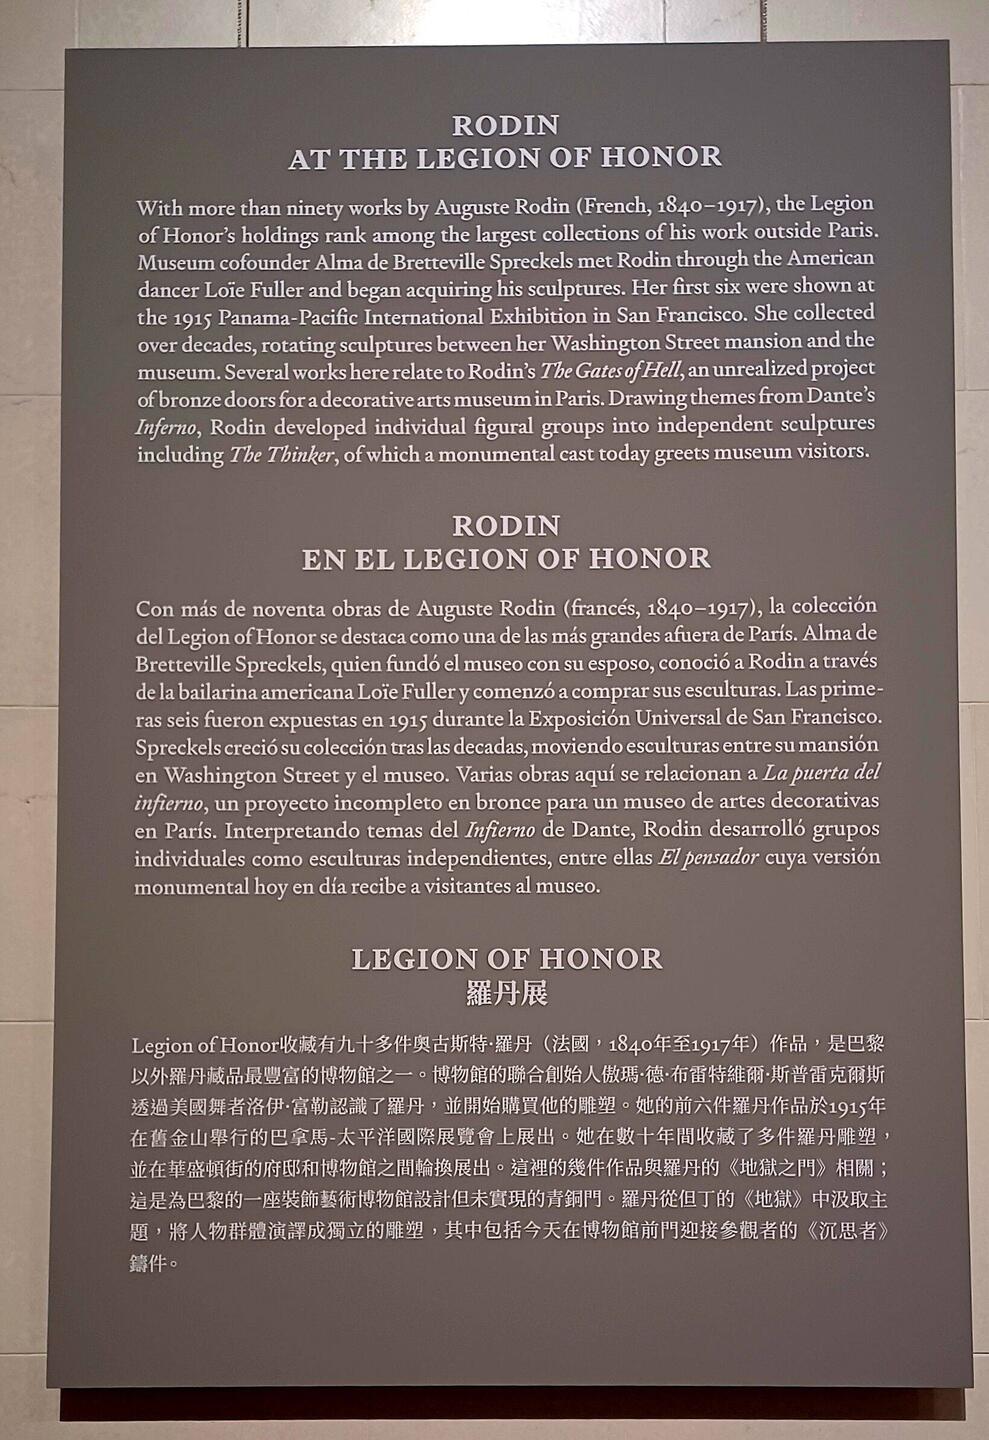 RODIN
AT THE LEGION OF HONOR
With more than ninety works by Auguste Rodin (French, 1840–1917), the Legion
of Honor’s holdings rank among the largest collections of his work outside Paris.
Museum cofounder Alma de Bretteville Spreckels met Rodin through the American
dancer Loïe Fuller and began acquiring his sculptures. Her first six were shown at
the 1915 Panama-Pacific International Exhibition in San Francisco. She collected
over decades, rotating sculptures between her Washington Street mansion and the
museum. Several works here relate to Rodin’s The Gates of Hell, an unrealized project
of bronze doors for a decorative arts museum in Paris. Drawing themes from Dante’s
Inferno, Rodin developed individual figural groups into independent sculptures
including The Thinker, of which a monumental cast today greets museum visitors.
RODIN
EN EL LEGION OF HONOR
Con más de noventa obras de Auguste Rodin (francés, 1840–1917), la colección
del Legion of Honor se destaca como una de las más grandes afuera de París. Alma de
Bretteville Spreckels, quien fundó el museo con su esposo, conoció a Rodin a través
de la bailarina americana Loïe Fuller y comenzó a comprar sus esculturas. Las prime-
ras seis fueron expuestas en 1915 durante la Exposición Universal de San Francisco.
Spreckels creció su colección tras las decadas, moviendo esculturas entre su mansión
en Washington Street y el museo. Varias obras aquí se relacionan a La puerta del
infierno, un proyecto incompleto en bronce para un museo de artes decorativas
en París. Interpretando temas del Infierno de Dante, Rodin desarrolló grupos
individuales como esculturas independientes, entre ellas El pensador cuya versión
monumental hoy en día recibe a visitantes al museo.
LEGION OF HONOR
羅丹展
Legion of Honor收藏有九十多件奧古斯特·羅丹（法國，1840年至1917年）作品，是巴黎
以外羅丹藏品最豐富的博物館之一。博物館的聯合創始人傲瑪·德·布雷特維爾·斯普雷克爾斯
透過美國舞者洛伊·富勒認識了羅丹，並開始購買他的雕塑。她的前六件羅丹作品於1915年
在舊金山舉行的巴拿馬-太平洋國際展覽會上展出。她在數十年間收藏了多件羅丹雕塑，
並在華盛頓街的府邸和博物館之間輪換展出。這裡的幾件作品與羅丹的《地獄之門》相關；
這是為巴黎的一座裝飾藝術博物館設計但未實現的青銅門。羅丹從但丁的《地獄》中汲取主
題，將人物群體演譯成獨立的雕塑，其中包括今天在博物館前門迎接參觀者的《沉思者》
鑄件。